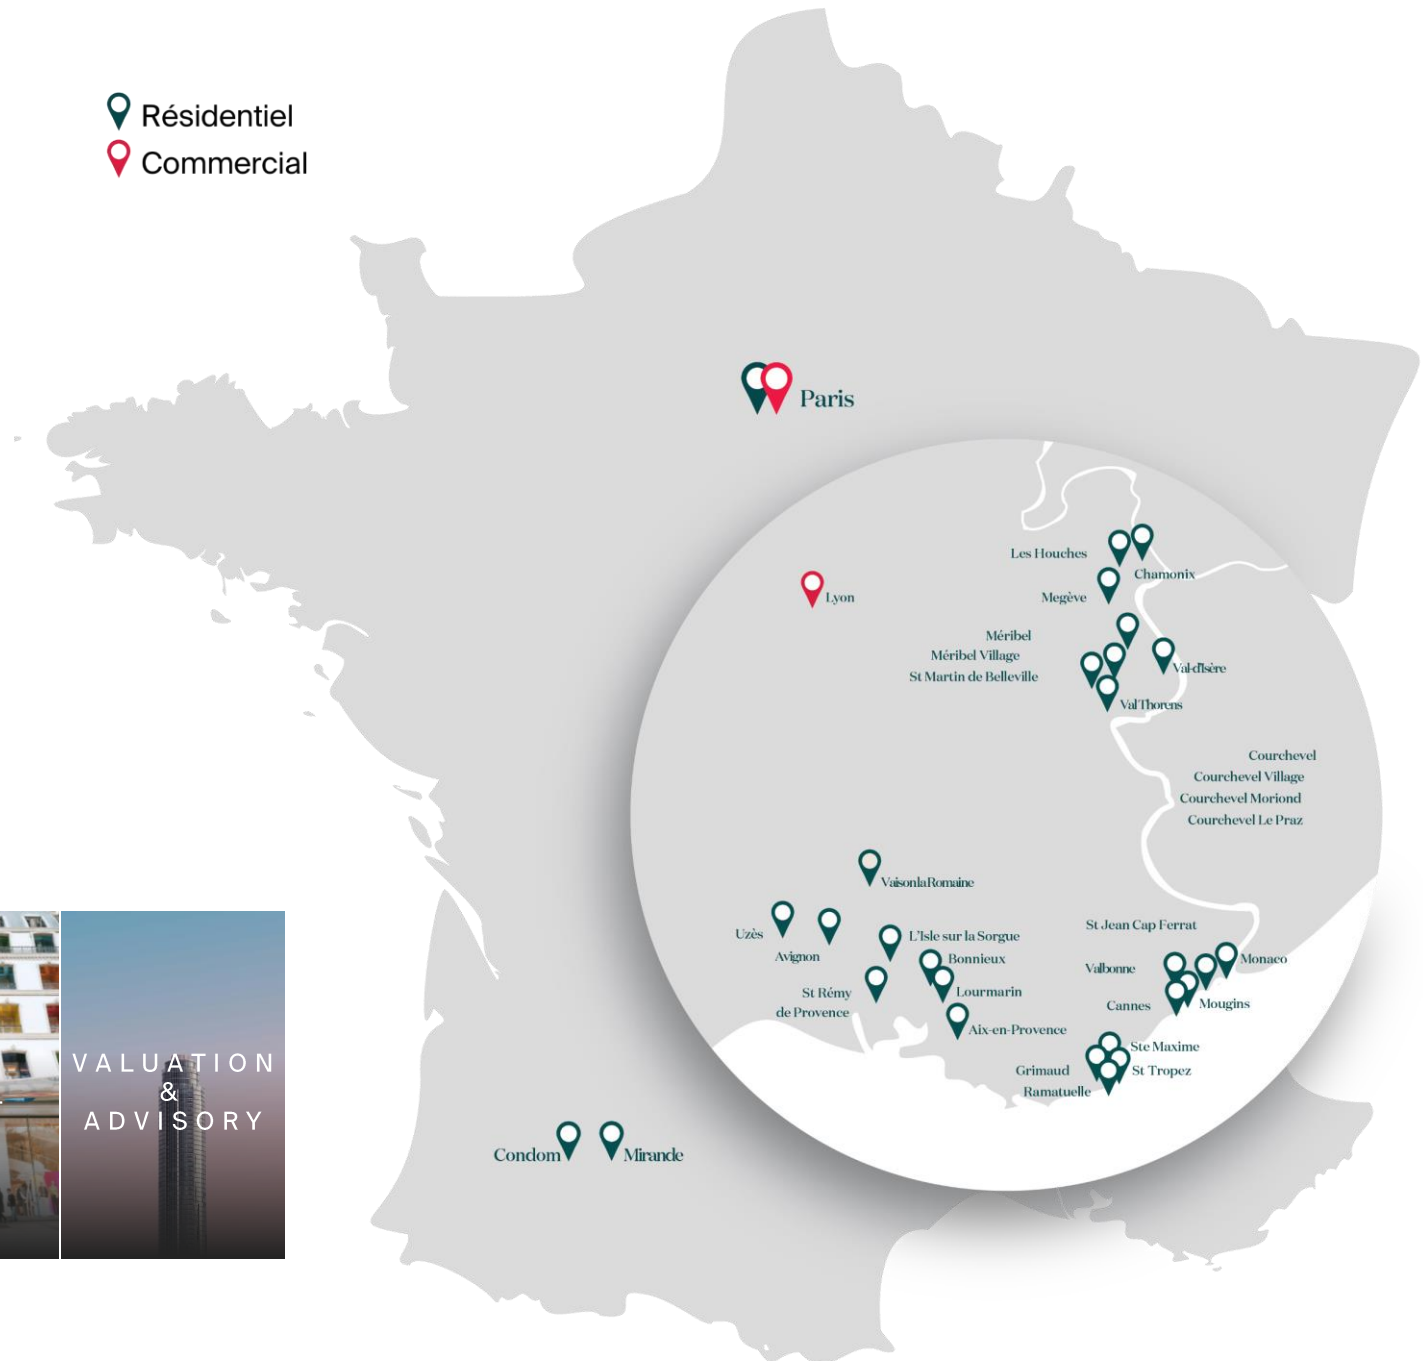 Résidentiel
Commercial
Paris
Les Houches
Chamonix
Lyon
Megève
Méribel
Méribel Village
St Martin de Belleville
Val-d'Isère
Val Thorens
Courchevel
Courchevel Village
Courchevel Moriond
Courchevel Le Praz
Vaison la Romaine
Uzès
Avignon
L'Isle sur la Sorgue
Bonnieux
St Rémy
de Provence
Lourmarin
Aix-en-Provence
St Jean Cap Ferrat
Valbonne
Monaco
Cannes
Mougins
Ste Maxime
Grimaud
St Tropez
Ramatuelle
Condom
Mirande
VALUATION
&
ADVISORY